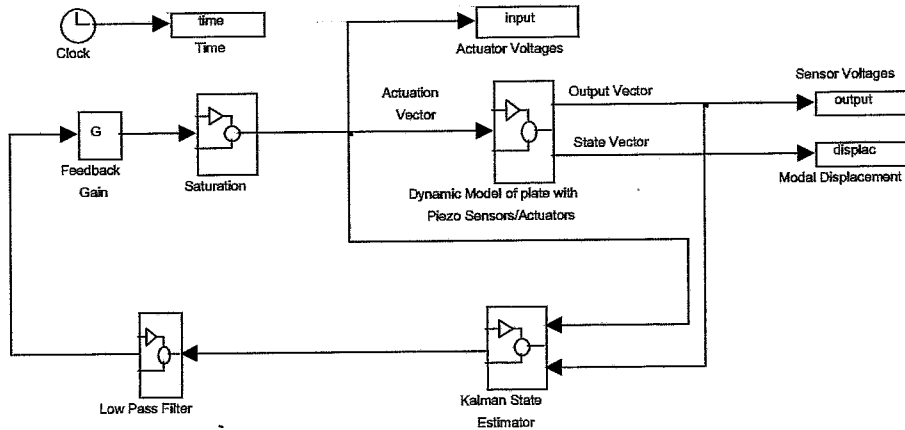 time
Time
Clock
input
Actuator Voltages
Sensor Voltages
output
Actuation
Vector
Output Vector
State Vector
displac
Modal Displacement
G
Feedback
Gain
Saturation
Dynamic Model of plate with
Piezo Sensors/Actuators
Low Pass Filter
Kalman State
Estimator